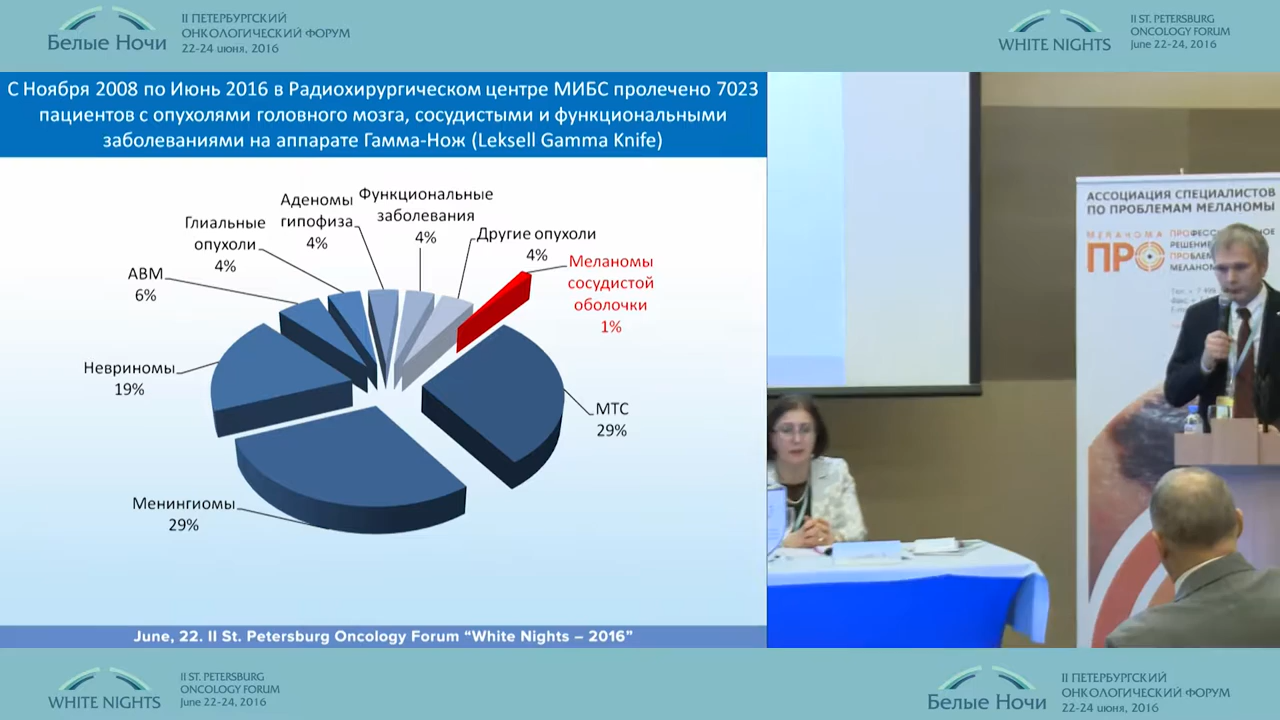 II ПЕТЕРБУРГСКИЙ
ОНКОЛОГИЧЕСКИЙ ФОРУМ
Белые Ночи
22-24 июня, 2016
II ST. PETERSBURG
ONCOLOGY FORUM
WHITE NIGHTS
June 22-24, 2016
С Ноября 2008 по Июнь 2016 в Радиохирургическом центре МИБС пролечено 7023
пациентов с опухолями головного мозга, сосудистыми и функциональными
заболеваниями на аппарате Гамма-Нож (Leksell Gamma Knife)
Аденомы
гипофиза
4%
Функциональные
заболевания
4%
Глиальные
опухоли
4%
Другие опухоли
4%
АВМ
6%
Меланомы
сосудистой
оболочки
1%
Невриномы
19%
МТС
29%
Менингиомы
29%
June, 22. II St. Petersburg Oncology Forum “White Nights – 2016”
АССОЦИАЦИЯ СПЕЦИАЛИСТОВ
ПО ПРОБЛЕМАМ МЕЛАНОМЫ
МЕЛАНОМА
ПРО
РЕШЕНИЕ
II ST. PETERSBURG
ONCOLOGY FORUM
WHITE NIGHTS
June 22-24, 2016
II ПЕТЕРБУРГСКИЙ
ОНКОЛОГИЧЕСКИЙ ФОРУМ
Белые Ночи
22-24 июня, 2016